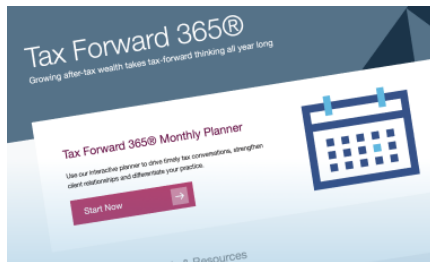 Tax Forward 365®
Growing after-tax wealth takes tax-forward thinking all year long
Tax Forward 365® Monthly Planner
Use our interactive planner to drive timely tax conversations, strengthen
client relationships and differentiate your practice.
Start Now
& Resources